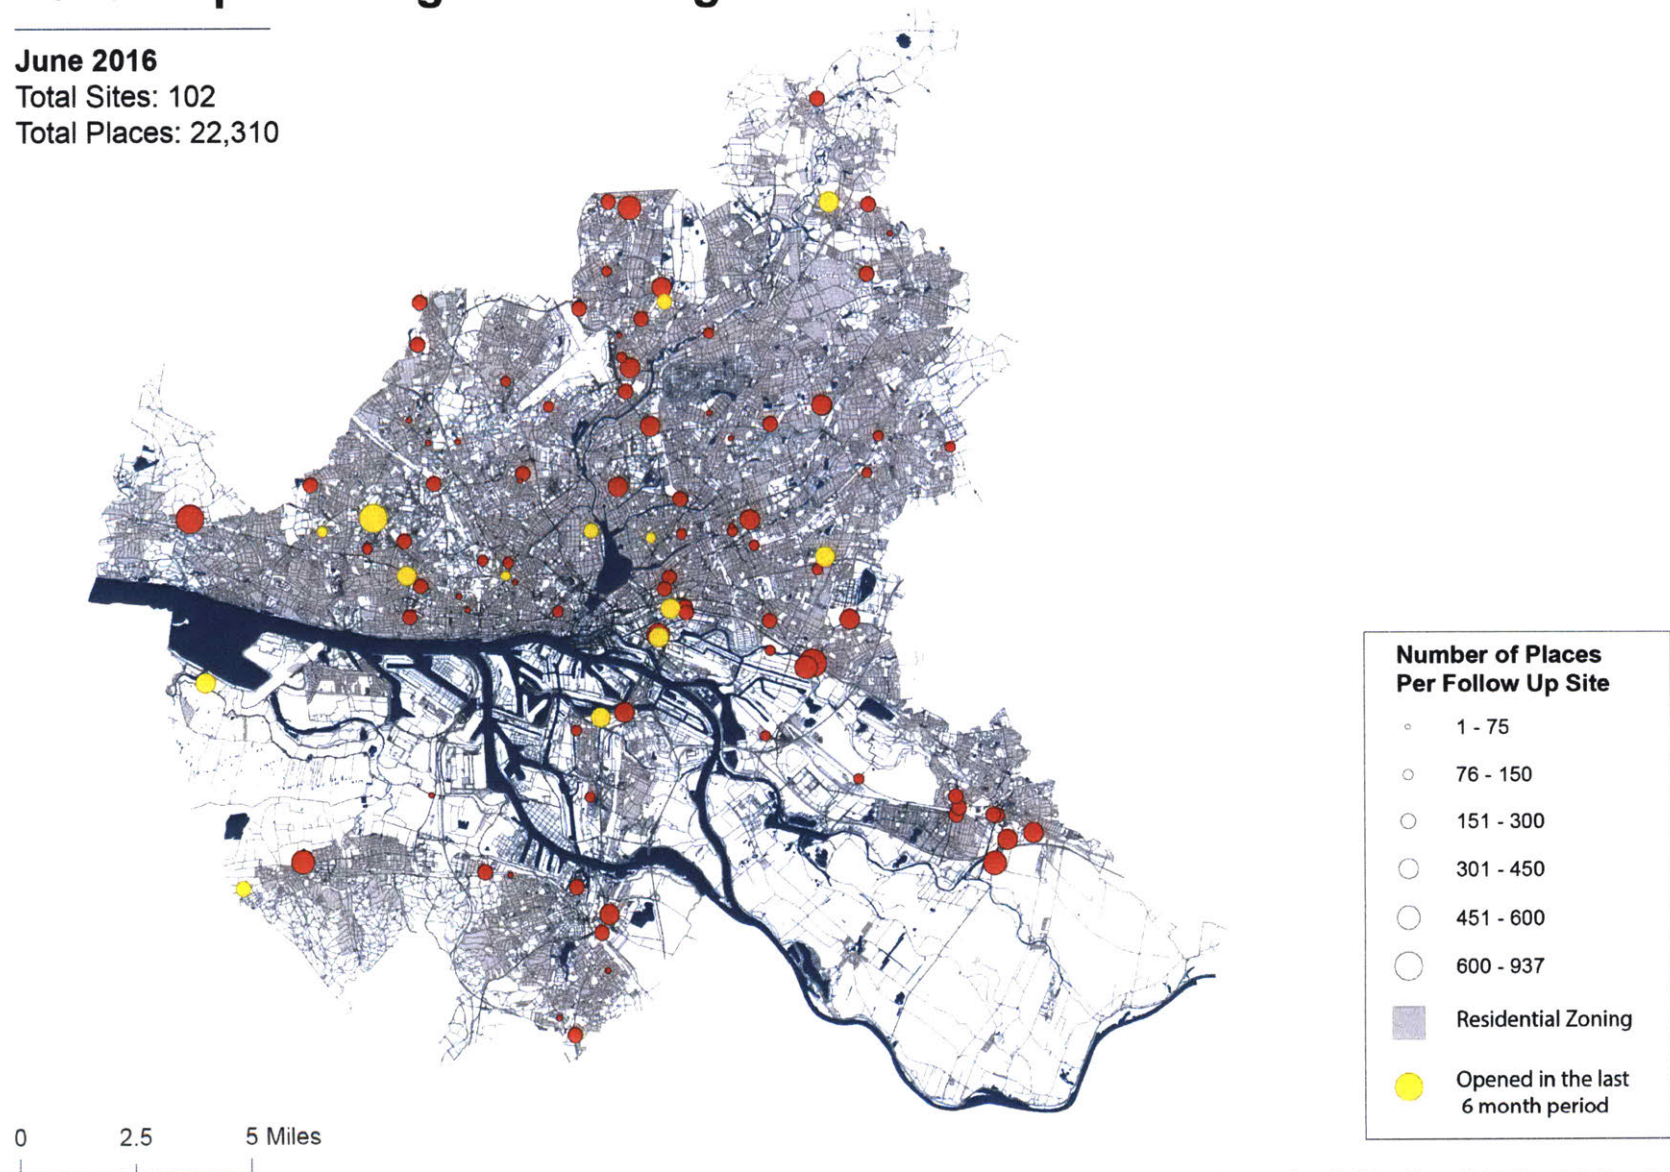 June 2016
Total Sites: 102
Total Places: 22,310
Number of Places
Per Follow Up Site
1 - 75
76 - 150
151 - 300
301 - 450
451 - 600
600 - 937
Residential Zoning
Opened in the last
6 month period
0 2.5 5 Miles